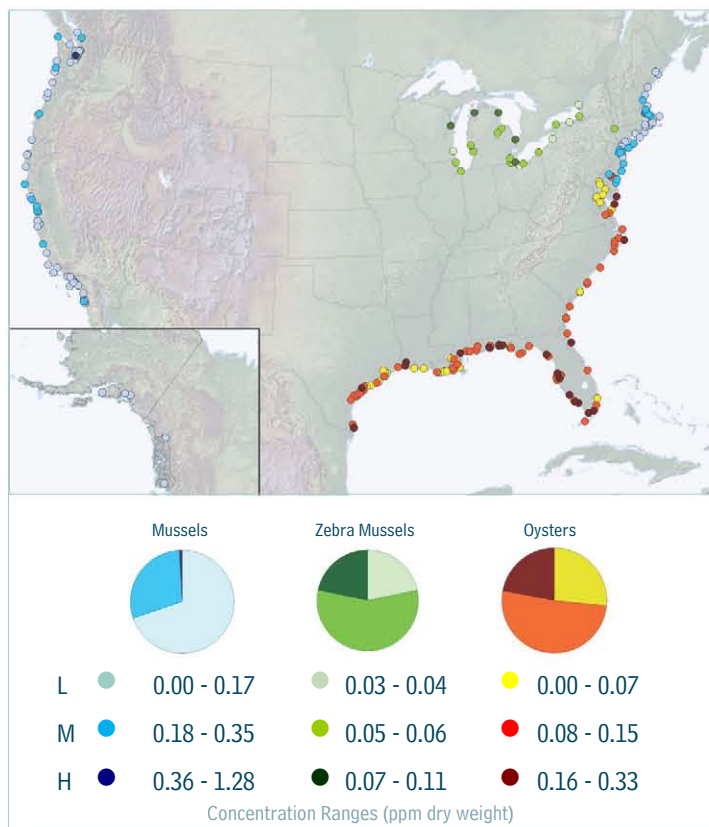 Mussels Zebra Mussels Oysters
L 0.00 - 0.17 0.03 - 0.04 0.00 - 0.07
M 0.18 - 0.35 0.05 - 0.06 0.08 - 0.15
H 0.36 - 1.28 0.07 - 0.11 0.16 - 0.33
Concentration Ranges (ppm dry weight)